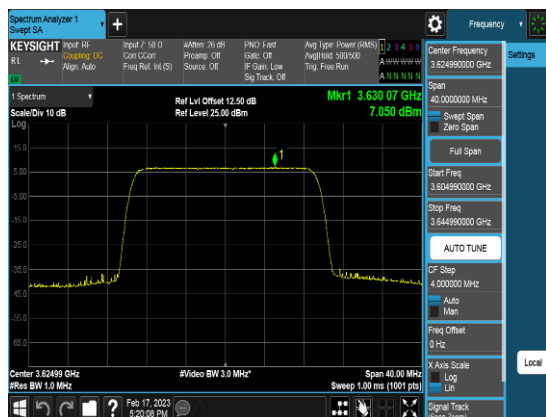 Spectrum Analyzer 1
Swept SA
+
Frequency
KEYSIGHT
RL
Input: RF
Coupling: DC
Align: Auto
Input Z: 50 Ω
Corr CCorr
Freq Ref: Int (S)
#Atten: 26 dB
Preamp: Off
Source: Off
PNO: Fast
Gate: Off
IF Gain: Low
Sig Track: Off
Avg Type: Power (RMS)
Avg|Hold: 500/500
Trig: Free Run
1 2 3 4 5 6
A WW WW W
A N N N N N
LXI
1 Spectrum
Scale/Div 10 dB
Log
Ref Lvl Offset 12.50 dB
Ref Level 25.00 dBm
Mkr1 3.630 07 GHz
7.050 dBm
15.0
5.00
-5.00
-15.0
-25.0
-35.0
-45.0
-55.0
-65.0
1
Center 3.62499 GHz
#Res BW 1.0 MHz
#Video BW 3.0 MHz*
Span 40.00 MHz
Sweep 1.00 ms (1001 pts)
Feb 17, 2023
5:20:08 PM
Center Frequency
3.624990000 GHz
Span
40.0000000 MHz
Swept Span
Zero Span
Full Span
Start Freq
3.604990000 GHz
Stop Freq
3.644990000 GHz
AUTO TUNE
CF Step
4.000000 MHz
Auto
Man
Freq Offset
0 Hz
X Axis Scale
Log
Lin
Signal Track
(Span Zoom)
Settings
Local